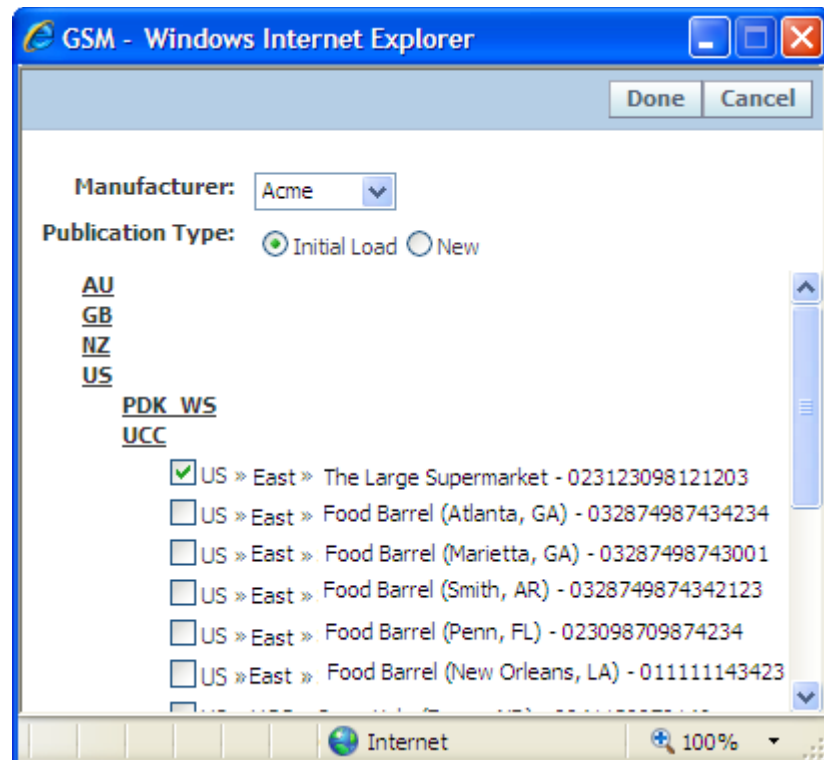 GSM - Windows Internet Explorer
Done Cancel
Manufacturer: Acme
Publication Type: Initial Load New
AU
GB
NZ
US
PDK WS
UCC
US » East » The Large Supermarket - 023123098121203
US » East » Food Barrel (Atlanta, GA) - 032874987434234
US » East » Food Barrel (Marietta, GA) - 03287498743001
US » East » Food Barrel (Smith, AR) - 0328749874342123
US » East » Food Barrel (Penn, FL) - 023098709874234
US » East » Food Barrel (New Orleans, LA) - 011111143423
Internet 100%